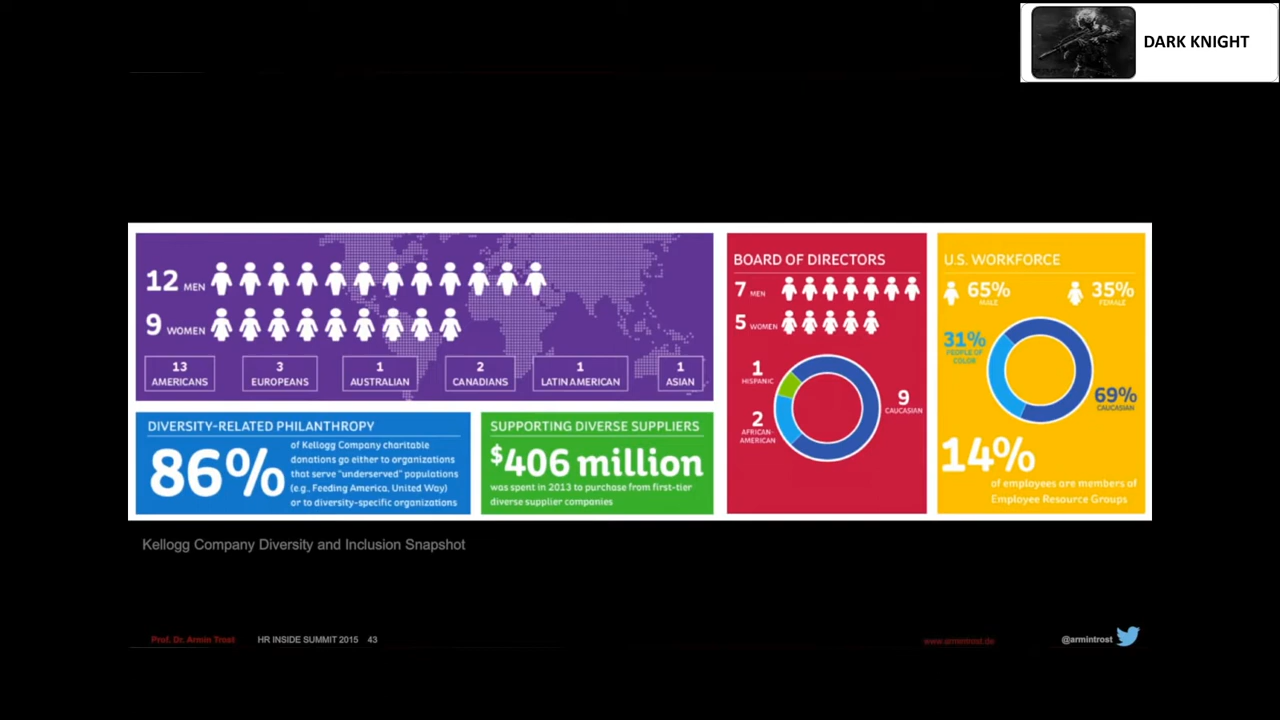 DARK KNIGHT
12 MEN
9 WOMEN
13
AMERICANS
3
EUROPEANS
1
AUSTRALIAN
2
CANADIANS
1
LATIN AMERICAN
1
ASIAN
DIVERSITY-RELATED PHILANTHROPY
86%
of Kellogg Company charitable
donations go either to organizations
that serve "underserved" populations
(e.g., Feeding America, United Way)
or to diversity-specific organizations
SUPPORTING DIVERSE SUPPLIERS
$406 million
was spent in 2013 to purchase from first-tier
diverse supplier companies
BOARD OF DIRECTORS
7 MEN
5 WOMEN
1
HISPANIC
2
AFRICAN-
AMERICAN
9
CAUCASIAN
U.S. WORKFORCE
65%
MALE
35%
FEMALE
31%
PEOPLE OF
COLOR
69%
CAUCASIAN
14%
of employees are members of
Employee Resource Groups
Kellogg Company Diversity and Inclusion Snapshot
Prof. Dr. Armin Trost HR INSIDE SUMMIT 2015 43
www.armintrost.de
@armintrost